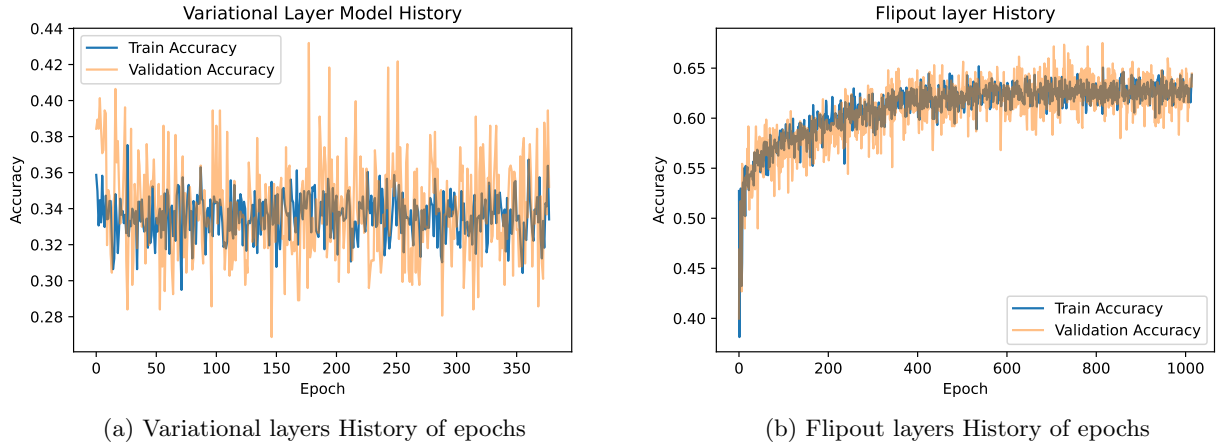 Variational Layer Model History
0.44
0.42
0.40
0.38
0.36
0.34
0.32
0.30
0.28
Accuracy
Train Accuracy
Validation Accuracy
0 50 100 150 200 250 300 350
Epoch
(a) Variational layers History of epochs
Flipout layer History
0.65
0.60
0.55
0.50
0.45
0.40
Accuracy
Train Accuracy
Validation Accuracy
0 200 400 600 800 1000
Epoch
(b) Flipout layers History of epochs